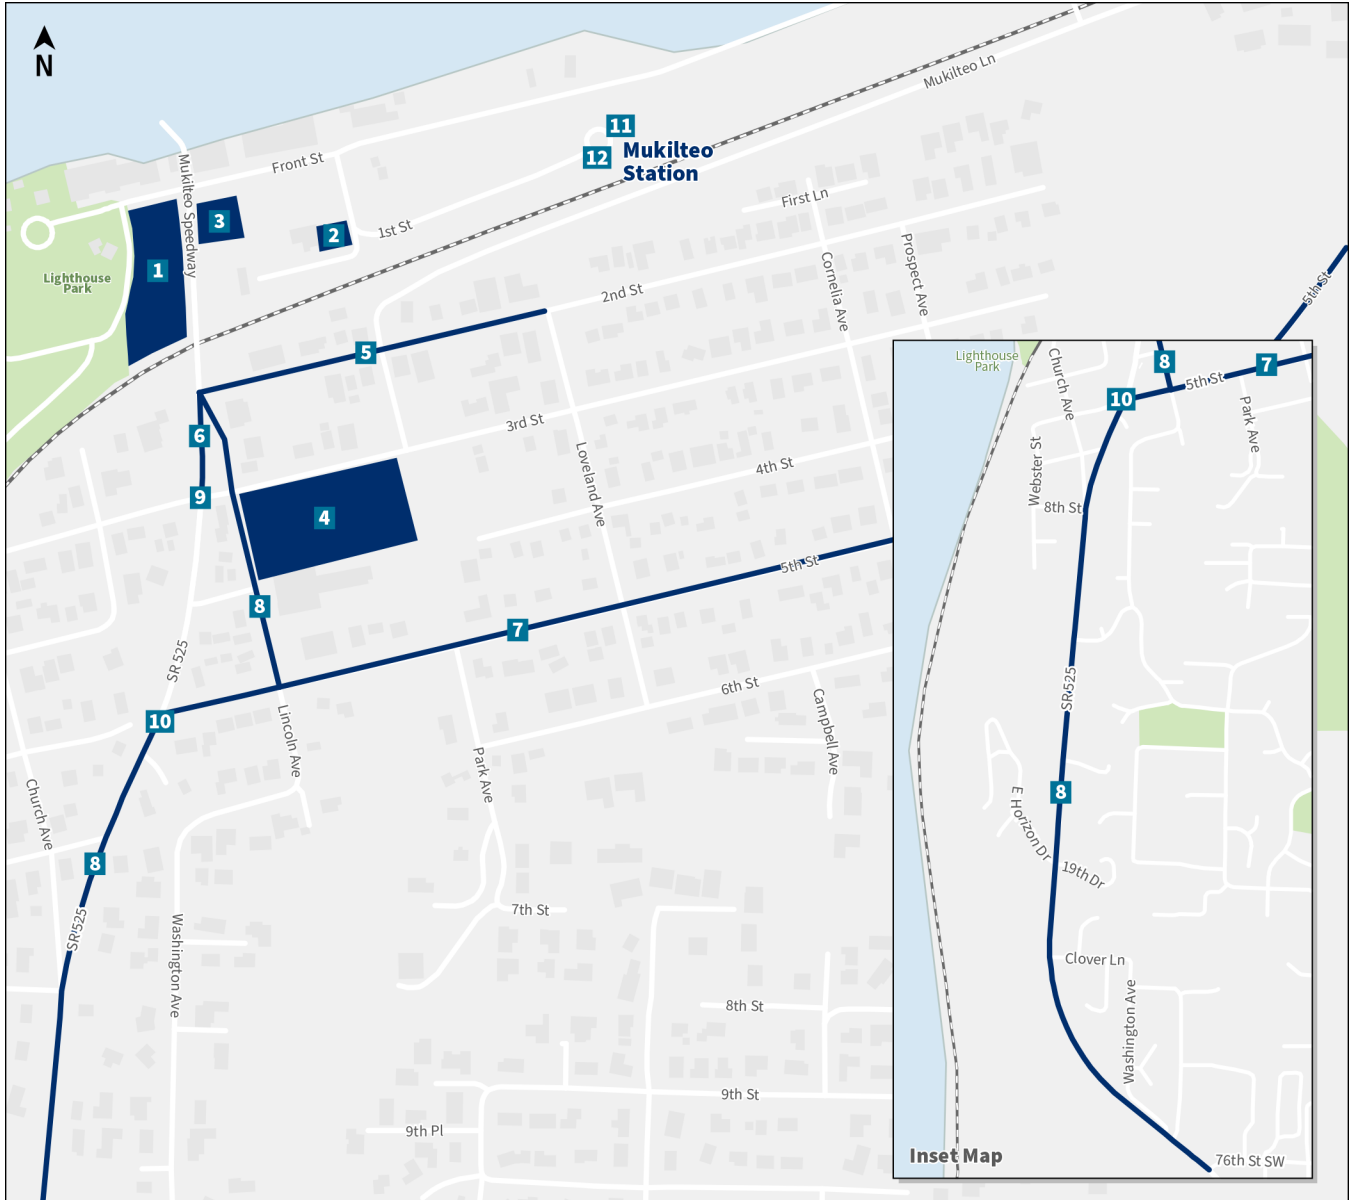 N
Mukilteo Ln
11
12
Mukilteo
Station
Mukilteo Speedway
Front St
First Ln
3
2
1st St
1
Lighthouse
Park
Cornelia Ave
Prospect Ave
2nd St
5th St
5
6
3rd St
Loveland Ave
4th St
9
4
5th St
8
7
SR 525
6th St
10
Lincoln Ave
Campbell Ave
Park Ave
Church Ave
8
SR 525
Washington Ave
7th St
8th St
9th St
9th Pl
Lighthouse
Park
Church Ave
8
7
5th St
10
Park Ave
Webster St
8th St
SR 525
8
E Horizon Dr
19th Dr
Clover Ln
Washington Ave
Inset Map
76th St SW